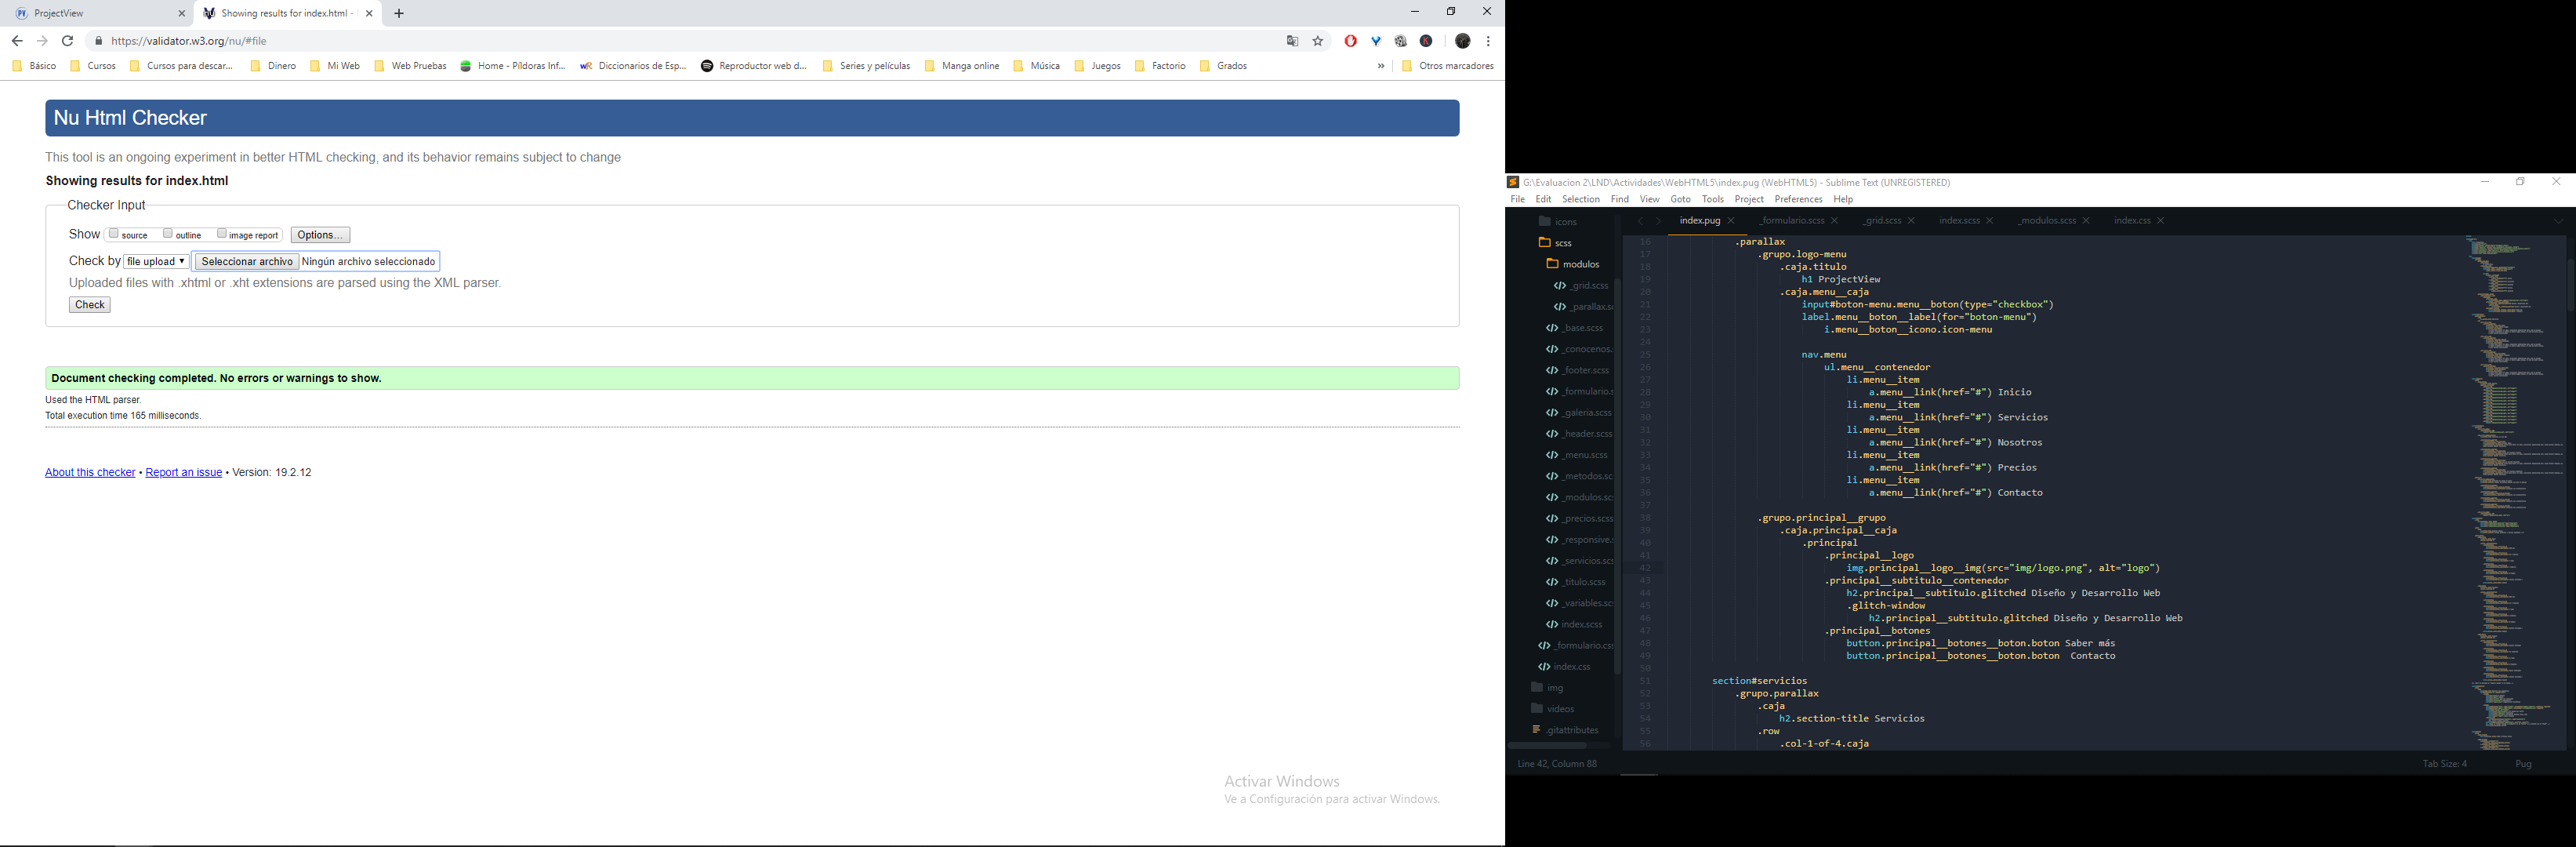 ProjectView
Showing results for index.html -
https://validator.w3.org/nu/#file
Básico
Cursos
Cursos para descar...
Dinero
Mi Web
Web Pruebas
Home - Píldoras Inf...
Diccionarios de Esp...
Reproductor web d...
Series y películas
Manga online
Música
Juegos
Factorio
Grados
»
Otros marcadores
Nu Html Checker
This tool is an ongoing experiment in better HTML checking, and its behavior remains subject to change
Showing results for index.html
Checker Input
Show source outline image report Options...
Check by file upload Seleccionar archivo Ningún archivo seleccionado
Uploaded files with .xhtml or .xht extensions are parsed using the XML parser.
Check
Document checking completed. No errors or warnings to show.
Used the HTML parser.
Total execution time 165 milliseconds.
About this checker • Report an issue • Version: 19.2.12
Activar Windows
Ve a Configuración para activar Windows.
G:\Evaluacion 2\LND\Actividades\WebHTML5\index.pug (WebHTML5) - Sublime Text (UNREGISTERED)
File Edit Selection Find View Goto Tools Project Preferences Help
icons
scss
modulos
_grid.scss
_parallax.s
_base.scss
_conocenos.
_footer.scss
_formulario.s
_galeria.scss
_header.scss
_menu.scss
_metodos.sc
_modulos.sc
_precios.scss
_responsive.
_servicios.scs
_titulo.scss
_variables.sc
index.scss
_formulario.css
index.css
img
videos
.gitattributes
index.pug
_formulario.scss
_grid.scss
index.scss
_modulos.scss
index.css
16 .parallax
17 .grupo.logo-menu
18 .caja.titulo
19 h1 ProjectView
20 .caja.menu__caja
21 input#boton-menu.menu__boton(type="checkbox")
22 label.menu__boton__label(for="boton-menu")
23 i.menu__boton__icono.icon-menu
24
25 nav.menu
26 ul.menu__contenedor
27 li.menu__item
28 a.menu__link(href="#") Inicio
29 li.menu__item
30 a.menu__link(href="#") Servicios
31 li.menu__item
32 a.menu__link(href="#") Nosotros
33 li.menu__item
34 a.menu__link(href="#") Precios
35 li.menu__item
36 a.menu__link(href="#") Contacto
37
38 .grupo.principal__grupo
39 .caja.principal__caja
40 .principal
41 .principal__logo
42 img.principal__logo__img(src="img/logo.png", alt="logo")
43 .principal__subtitulo__contenedor
44 h2.principal__subtitulo.glitched Diseño y Desarrollo Web
45 .glitch-window
46 h2.principal__subtitulo.glitched Diseño y Desarrollo Web
47 .principal__botones
48 button.principal__botones__boton.boton Saber más
49 button.principal__botones__boton.boton Contacto
50
51 section#servicios
52 .grupo.parallax
53 .caja
54 h2.section-title Servicios
55 .row
56 .col-1-of-4.caja
Line 42, Column 88
Tab Size: 4
Pug